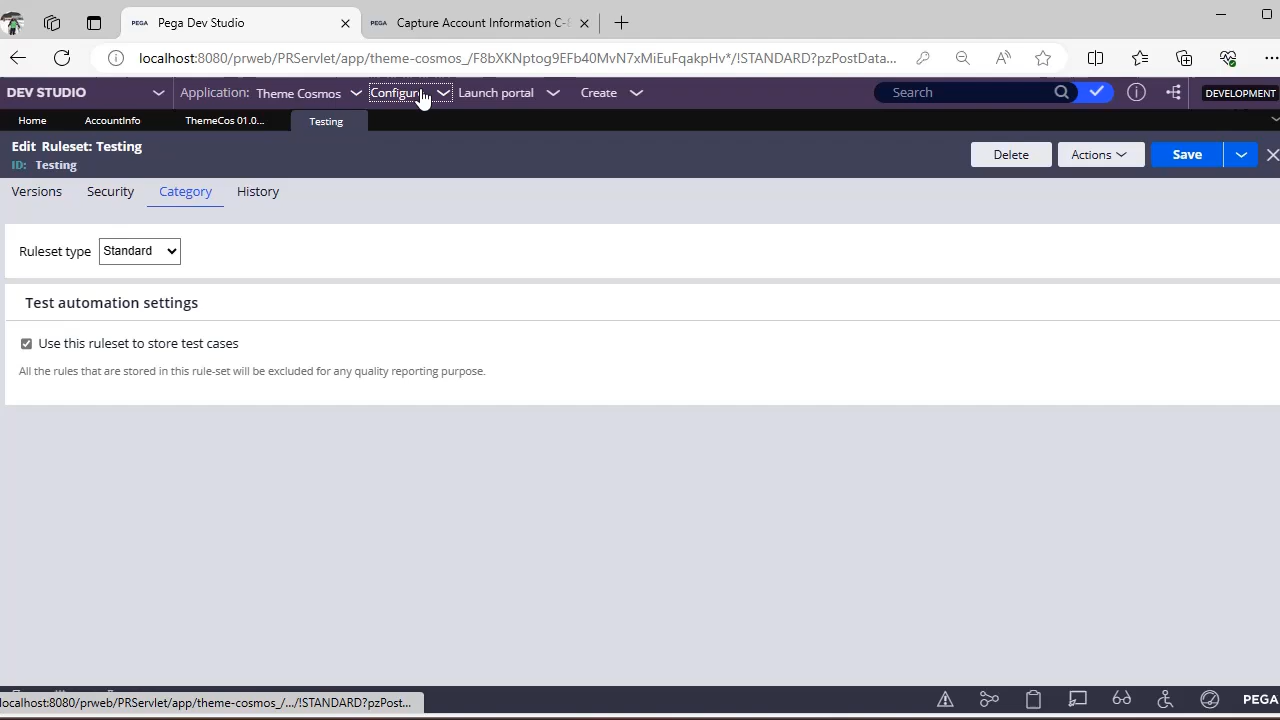 PEGA Pega Dev Studio
PEGA Capture Account Information C-
localhost:8080/prweb/PRServlet/app/theme-cosmos_/F8bXKNptog9EFb40MvN7xMiEuFqakpHv*/!STANDARD?pzPostData...
DEV STUDIO Application: Theme Cosmos Configure Launch portal Create Search DEVELOPMENT
Home AccountInfo ThemeCos 01.0... Testing
Edit Ruleset: Testing
ID: Testing
Delete Actions Save
Versions Security Category History
Ruleset type Standard
Test automation settings
Use this ruleset to store test cases
All the rules that are stored in this rule-set will be excluded for any quality reporting purpose.
localhost:8080/prweb/PRServlet/app/theme-cosmos_/.../!STANDARD?pzPost...
PEGA